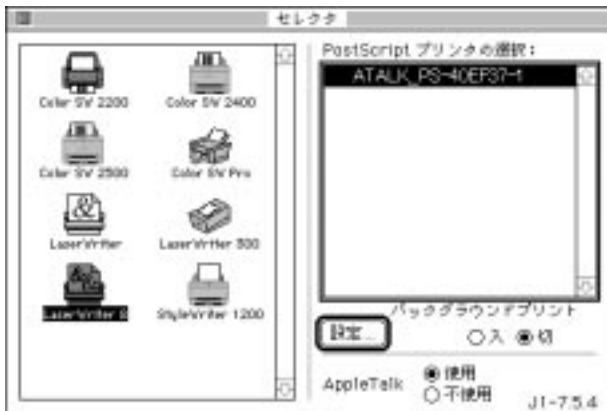 セレクタ
Color SW 2200
Color SW 2400
Color SW 2500
Color SW Pro
LaserWriter
LaserWriter 300
LaserWriter 8
StyleWriter 1200
PostScript プリンタの選択：
ATALK_PS-40EF37-1
バックグラウンドプリント
設定...
入 切
AppleTalk
使用
不使用
J1-7.5.4